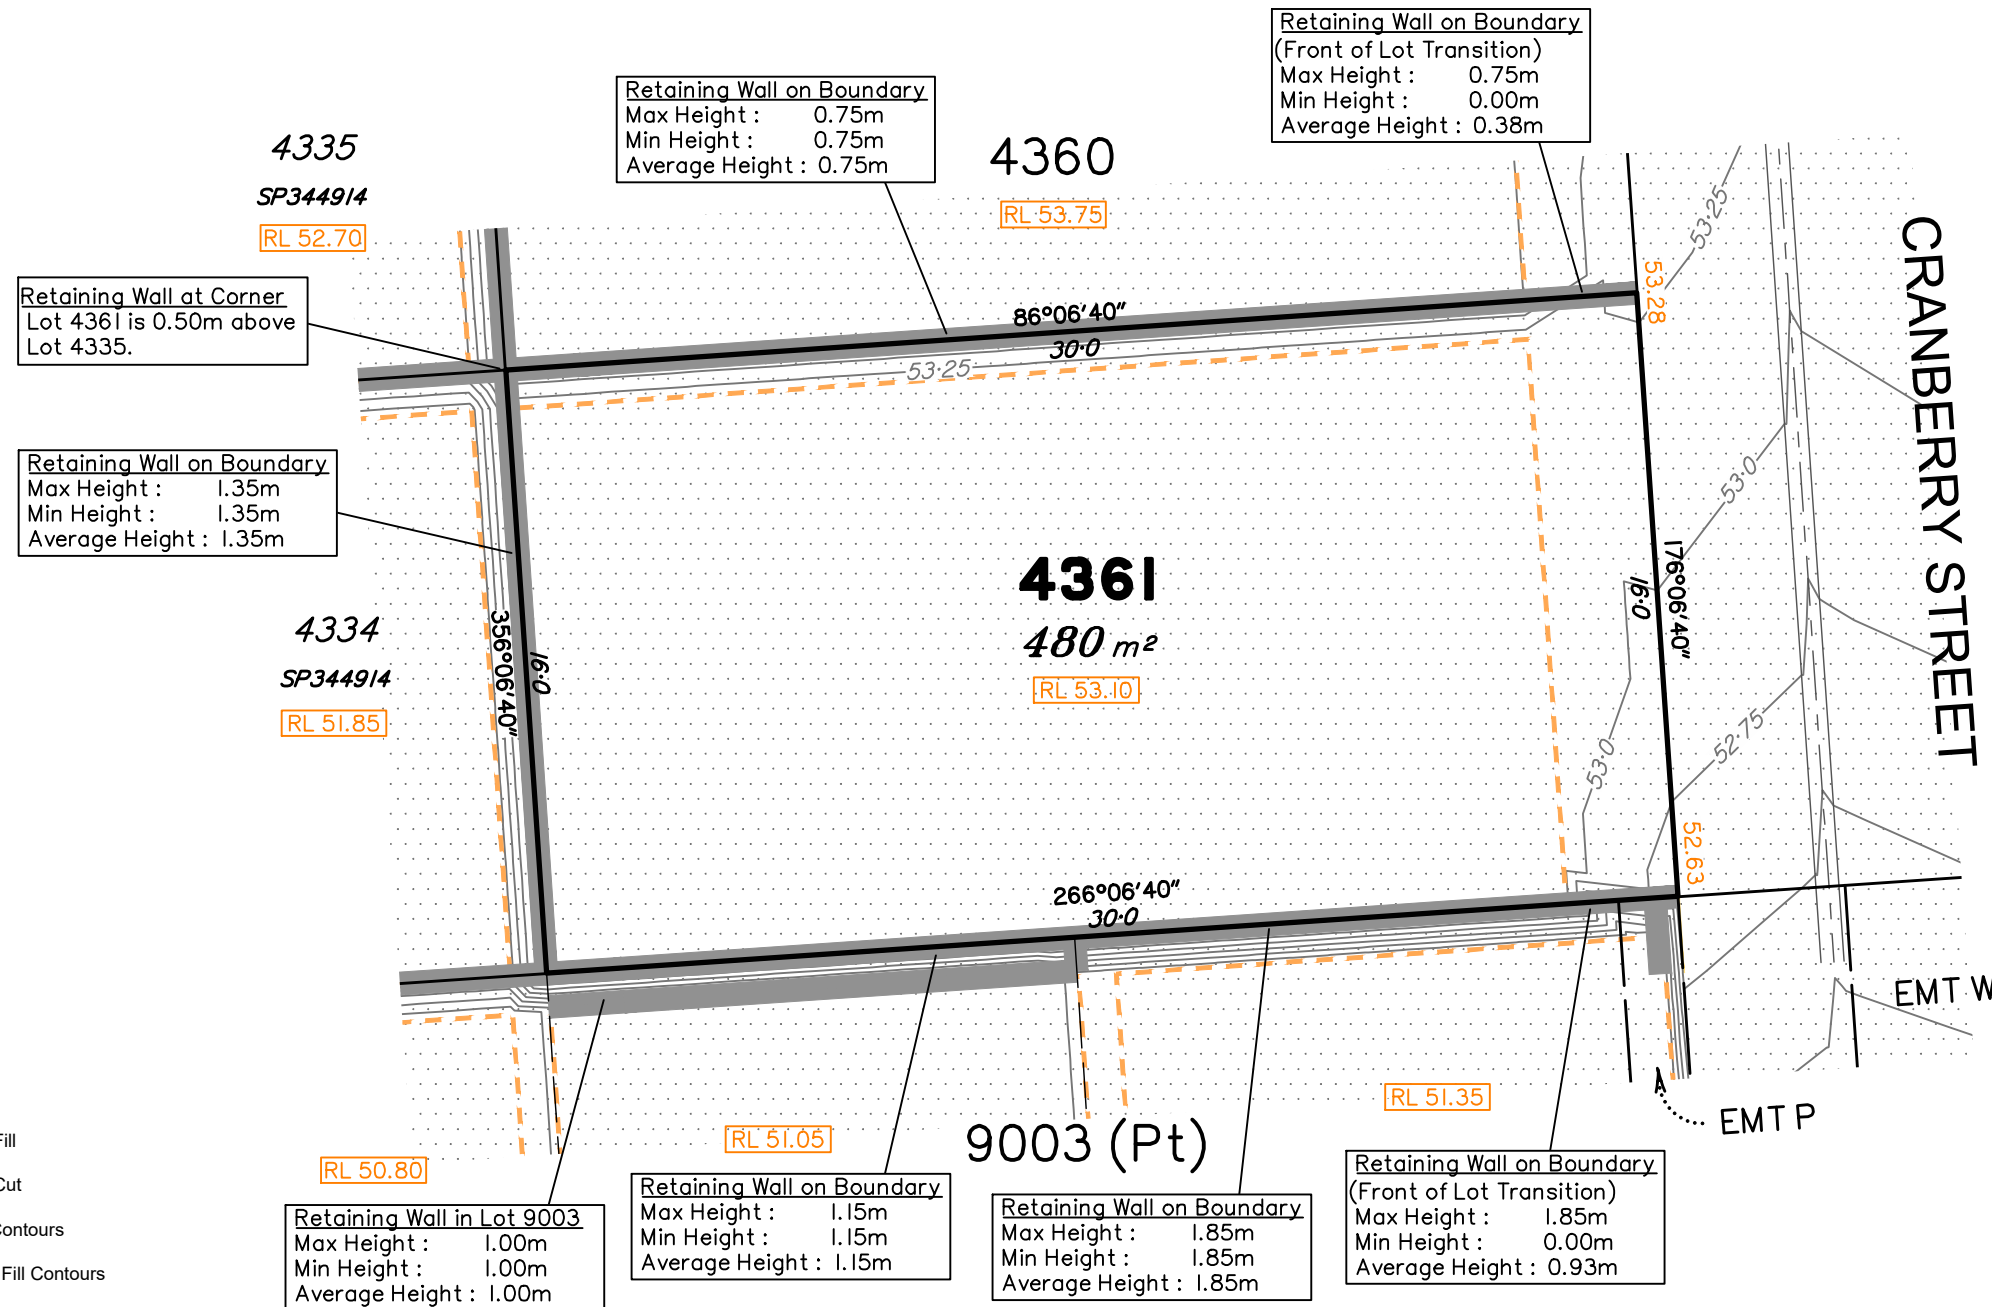 Retaining Wall on Boundary
(Front of Lot Transition)
Max Height : 0.75m
Min Height : 0.00m
Average Height : 0.38m
Retaining Wall on Boundary
Max Height : 0.75m
Min Height : 0.75m
Average Height : 0.75m
4335
SP344914
RL 52.70
4360
RL 53.75
53·25
53.28
CRANBERRY STREET
Retaining Wall at Corner
Lot 4361 is 0.50m above
Lot 4335.
86°06'40"
30·0
53·25
Retaining Wall on Boundary
Max Height : 1.35m
Min Height : 1.35m
Average Height : 1.35m
53·0
176°06'40"
16·0
4361
480 m²
RL 53.10
4334
SP344914
RL 51.85
356°06'40"
16·0
53·0
52·75
52.63
266°06'40"
30·0
EMT W
EMT P
RL 51.35
RL 51.05
9003 (Pt)
RL 50.80
Fill
Cut
Contours
Fill Contours
Retaining Wall in Lot 9003
Max Height : 1.00m
Min Height : 1.00m
Average Height : 1.00m
Retaining Wall on Boundary
Max Height : 1.15m
Min Height : 1.15m
Average Height : 1.15m
Retaining Wall on Boundary
Max Height : 1.85m
Min Height : 1.85m
Average Height : 1.85m
Retaining Wall on Boundary
(Front of Lot Transition)
Max Height : 1.85m
Min Height : 0.00m
Average Height : 0.93m